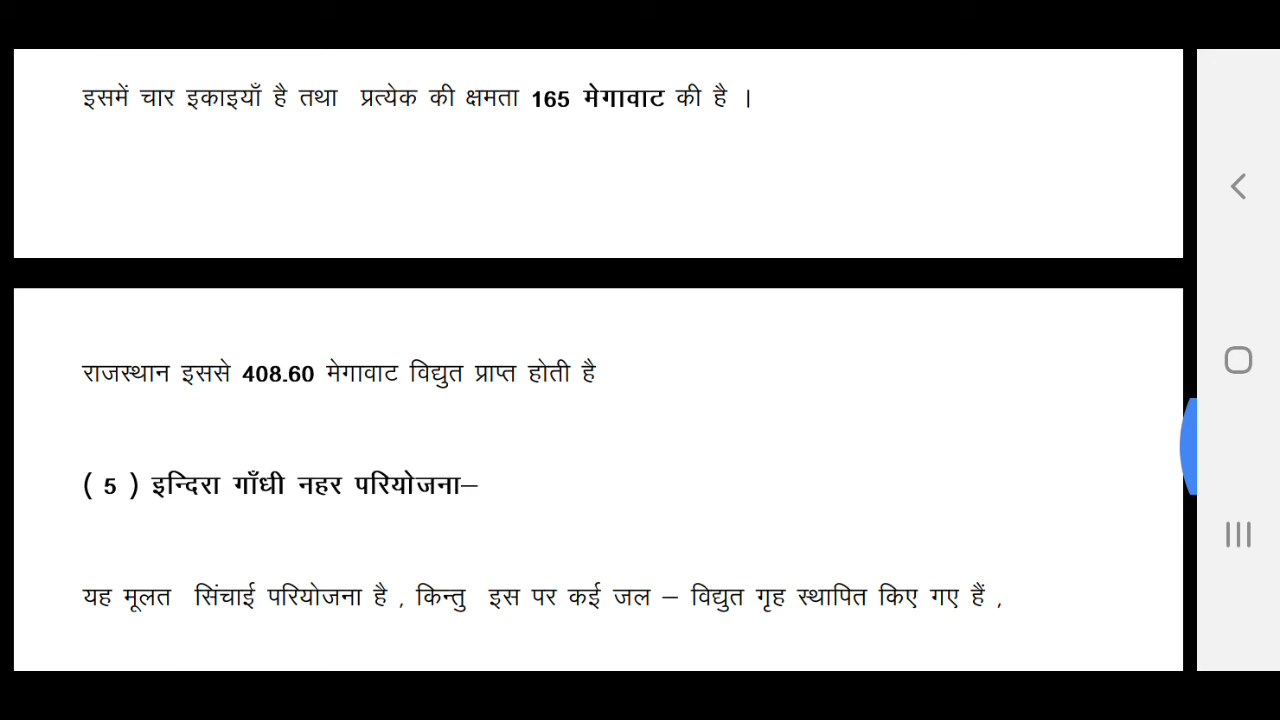 इसमें चार इकाइयाँ है तथा प्रत्येक की क्षमता 165 मेगावाट की है ।
राजस्थान इससे 408.60 मेगावाट विद्युत प्राप्त होती है
( 5 ) इन्दिरा गाँधी नहर परियोजना–
यह मूलत सिंचाई परियोजना है , किन्तु इस पर कई जल – विद्युत गृह स्थापित किए गए हैं ,